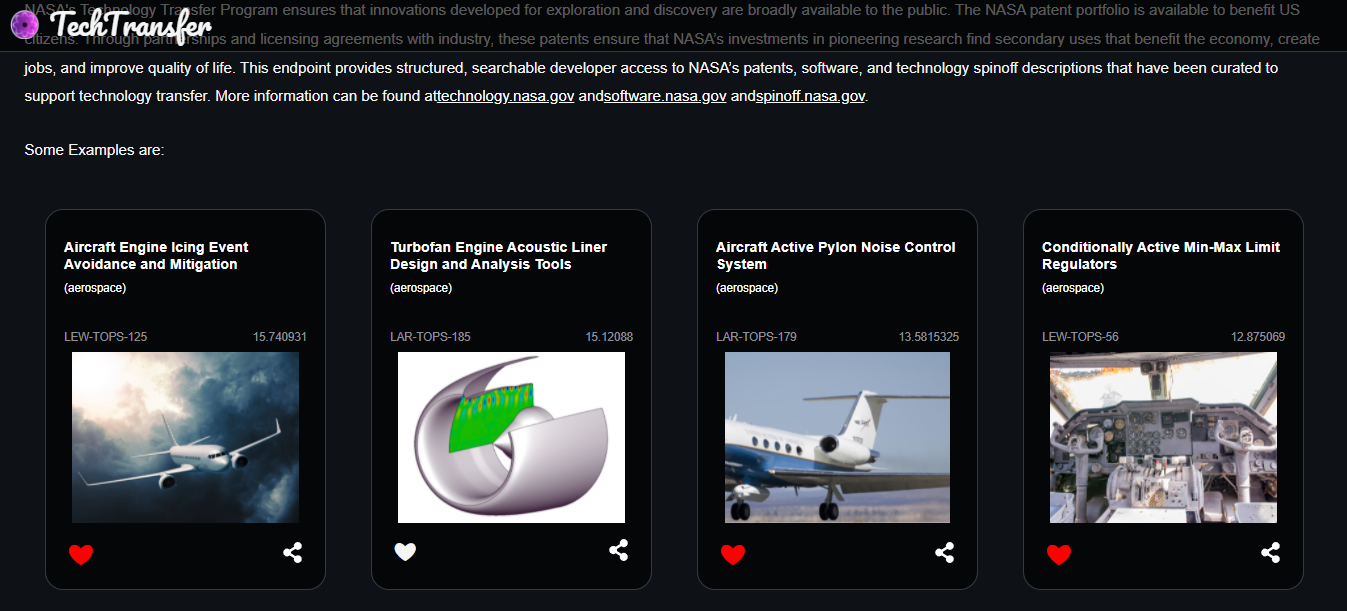 NASA's Technology Transfer Program ensures that innovations developed for exploration and discovery are broadly available to the public. The NASA patent portfolio is available to benefit US
TechTransfer
citizens. Through partnerships and licensing agreements with industry, these patents ensure that NASA's investments in pioneering research find secondary uses that benefit the economy, create
jobs, and improve quality of life. This endpoint provides structured, searchable developer access to NASA's patents, software, and technology spinoff descriptions that have been curated to
support technology transfer. More information can be found attechnology.nasa.gov andsoftware.nasa.gov andspinoff.nasa.gov.
Some Examples are:
Aircraft Engine Icing Event
Avoidance and Mitigation
(aerospace)
LEW-TOPS-125 15.740931
Turbofan Engine Acoustic Liner
Design and Analysis Tools
(aerospace)
LAR-TOPS-185 15.12088
Aircraft Active Pylon Noise Control
System
(aerospace)
LAR-TOPS-179 13.5815325
Conditionally Active Min-Max Limit
Regulators
(aerospace)
LEW-TOPS-56 12.875069